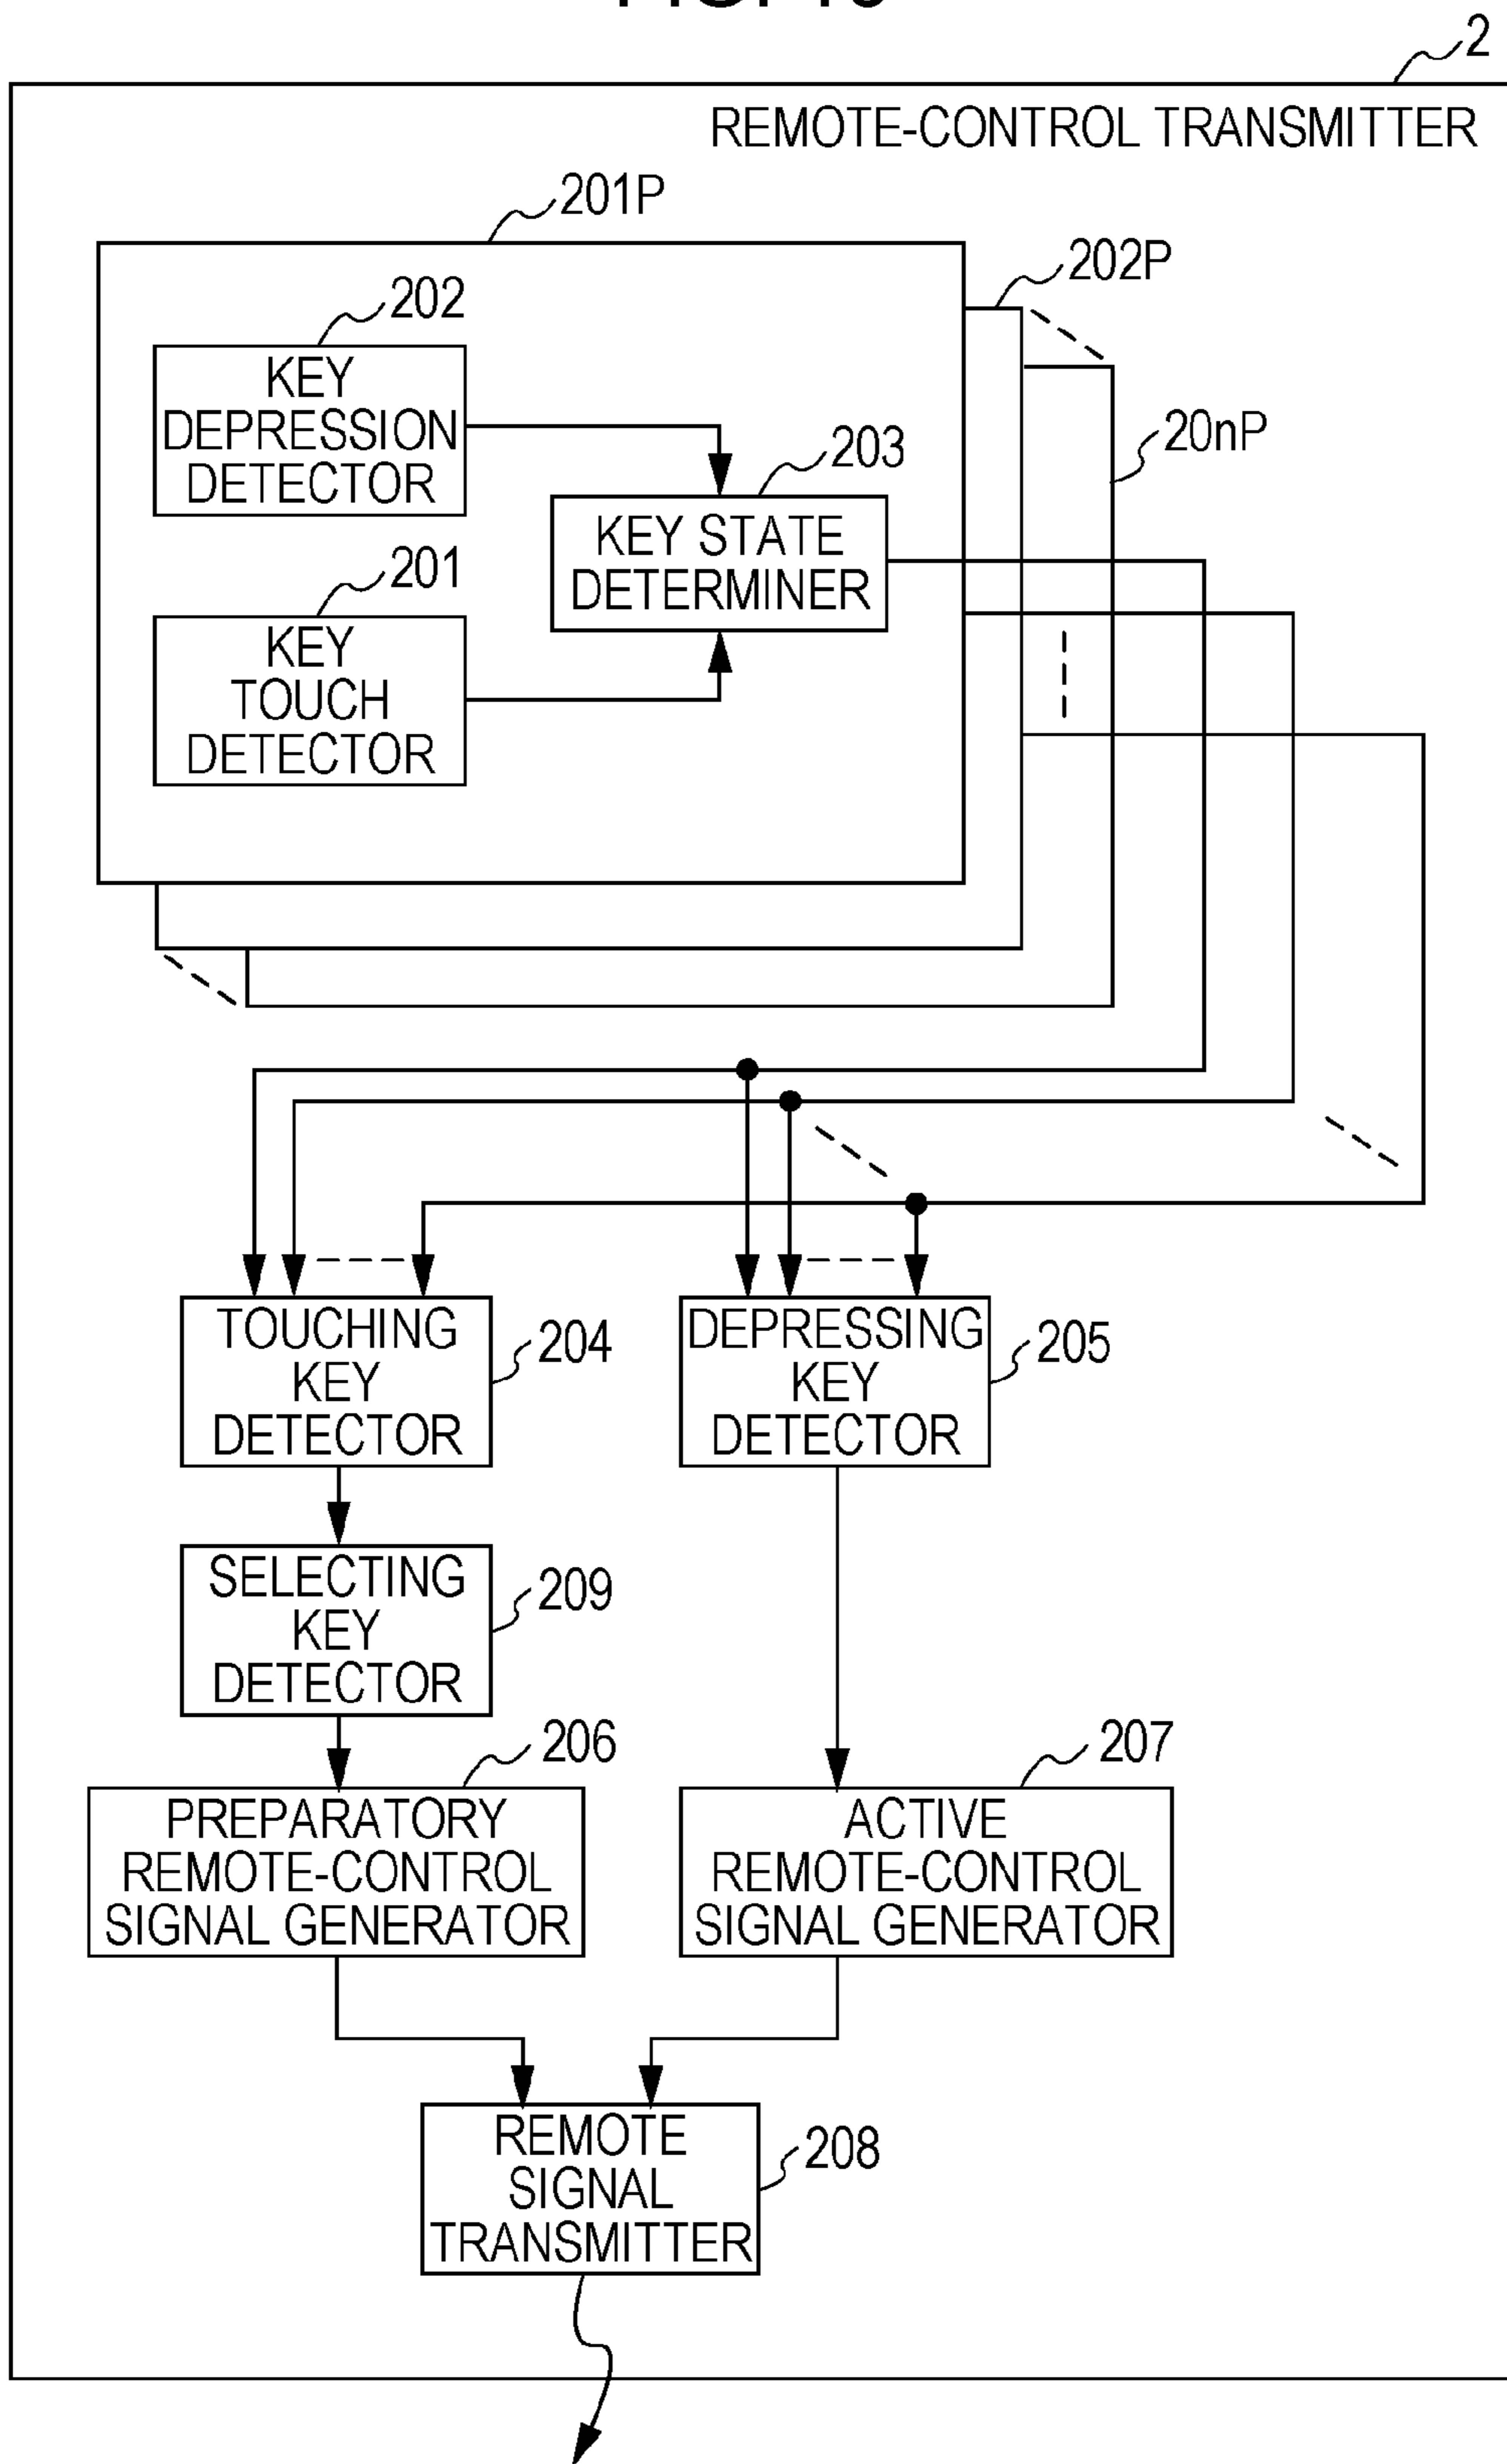 2
REMOTE-CONTROL TRANSMITTER
201P
202P
20nP
202
KEY
DEPRESSION
DETECTOR
203
KEY STATE
DETERMINER
201
KEY
TOUCH
DETECTOR
TOUCHING
KEY
DETECTOR
204
DEPRESSING
KEY
DETECTOR
205
SELECTING
KEY
DETECTOR
209
206
PREPARATORY
REMOTE-CONTROL
SIGNAL GENERATOR
207
ACTIVE
REMOTE-CONTROL
SIGNAL GENERATOR
REMOTE
SIGNAL
TRANSMITTER
208